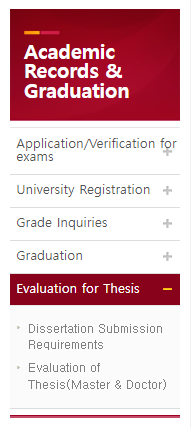 Academic
Records &
Graduation
Application/Verification for
exams
University Registration
Grade Inquiries
Graduation
Evaluation for Thesis
Dissertation Submission
Requirements
Evaluation of
Thesis(Master & Doctor)